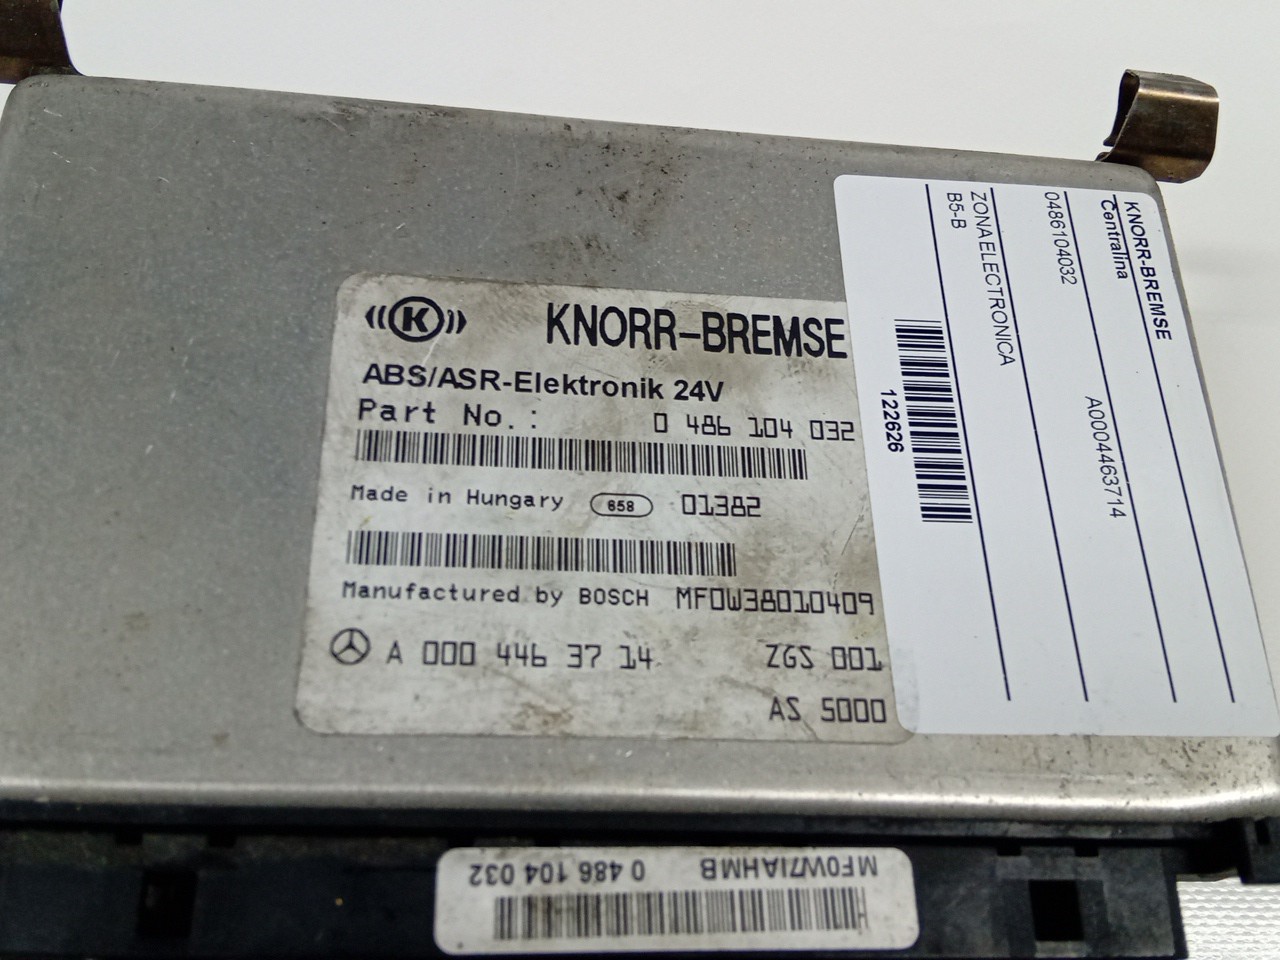 K KNORR-BREMSE
ABS/ASR-Elektronik 24V
Part No.: 0 486 104 032
Made in Hungary 658 01382
Manufactured by BOSCH MF0W38010409
A 000 446 37 14 ZGS 001
AS 5000
KNORR-BREMSE
Centralina
0486104032 A0004463714
ZONA ELECTRONICA
B5-B
122626
MF0W71AHMB 0 486 104 032